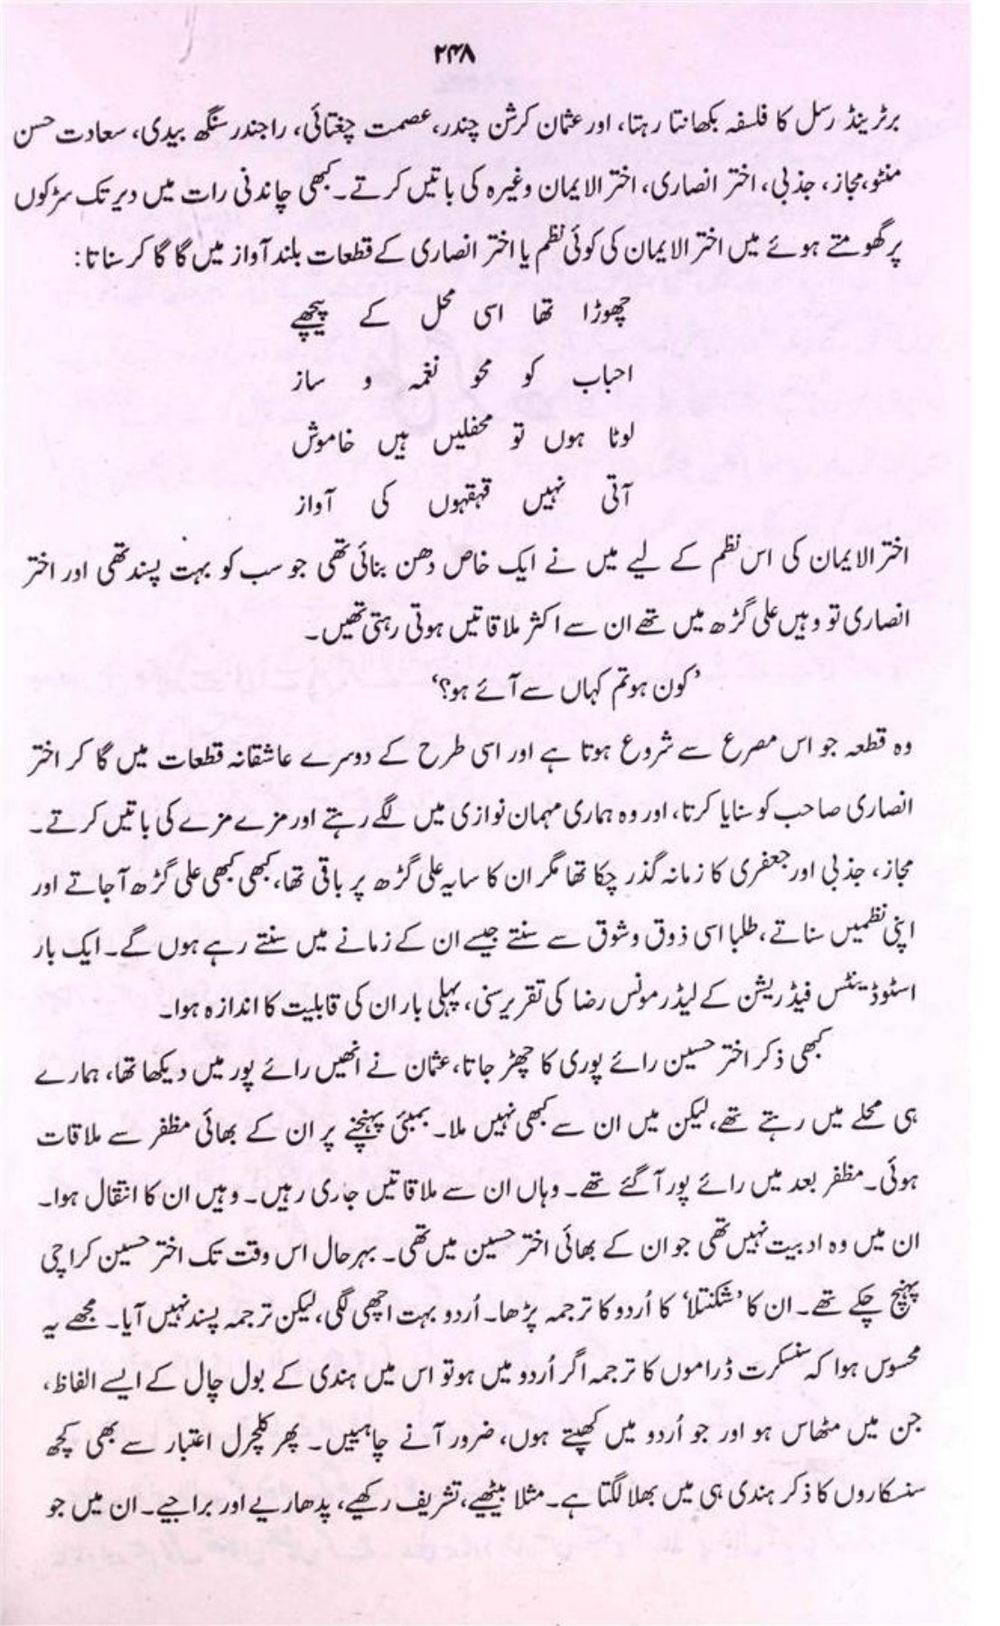 ۲۴۸
برٹرینڈ رسل کا فلسفہ بکھانتا رہتا، اور عثمان کرشن چندر، عصمت چغتائی، راجندر سنگھ بیدی، سعادت حسن
منٹو، مجاز، جذبی، اختر انصاری، اختر الایمان وغیرہ کی باتیں کرتے۔ کبھی چاندنی رات میں دیر تک سڑکوں
پر گھومتے ہوئے میں اختر الایمان کی کوئی نظم یا اختر انصاری کے قطعات بلند آواز میں گا گا کر سناتا:
چھوڑا تھا اسی محل کے پیچھے
احباب کو محو نغمہ و ساز
لوٹا ہوں تو محفلیں ہیں خاموش
آتی نہیں قہقہوں کی آواز
اختر الایمان کی اس نظم کے لیے میں نے ایک خاص دھن بنائی تھی جو سب کو بہت پسند تھی اور اختر
انصاری تو وہیں علی گڑھ میں تھے ان سے اکثر ملاقاتیں ہوتی رہتی تھیں۔
’کون ہو تم کہاں سے آئے ہو؟‘
وہ قطعہ جو اس مصرع سے شروع ہوتا ہے اور اسی طرح کے دوسرے عاشقانہ قطعات میں گا کر اختر
انصاری صاحب کو سنایا کرتا، اور وہ ہماری مہمان نوازی میں لگے رہتے اور مزے مزے کی باتیں کرتے۔
مجاز، جذبی اور جعفری کا زمانہ گذر چکا تھا مگر ان کا سایہ علی گڑھ پر باقی تھا، کبھی کبھی علی گڑھ آ جاتے اور
اپنی نظمیں سناتے، طلبا اسی ذوق و شوق سے سنتے جیسے ان کے زمانے میں سنتے رہے ہوں گے۔ ایک بار
اسٹوڈینٹس فیڈریشن کے لیڈر مونس رضا کی تقریر سنی، پہلی بار ان کی قابلیت کا اندازہ ہوا۔
کبھی ذکر اختر حسین رائے پوری کا چھڑ جاتا، عثمان نے انھیں رائے پور میں دیکھا تھا، ہمارے
ہی محلے میں رہتے تھے، لیکن میں ان سے کبھی نہیں ملا۔ بمبئی پہنچنے پر ان کے بھائی مظفر سے ملاقات
ہوئی۔ مظفر بعد میں رائے پور آ گئے تھے۔ وہاں ان سے ملاقاتیں جاری رہیں۔ وہیں ان کا انتقال ہوا۔
ان میں وہ ادبیت نہیں تھی جو ان کے بھائی اختر حسین میں تھی۔ بہرحال اس وقت تک اختر حسین کراچی
پہنچ چکے تھے۔ ان کا ’شکنتلا‘ کا اُردو کا ترجمہ پڑھا۔ اُردو بہت اچھی لگی، لیکن ترجمہ پسند نہیں آیا۔ مجھے یہ
محسوس ہوا کہ سنسکرت ڈراموں کا ترجمہ اگر اُردو میں ہو تو اس میں ہندی کے بول چال کے ایسے الفاظ،
جن میں مٹھاس ہو اور جو اُردو میں کھپتے ہوں، ضرور آنے چاہییں۔ پھر کلچرل اعتبار سے بھی کچھ
سنسکاروں کا ذکر ہندی ہی میں بھلا لگتا ہے۔ مثلا بیٹھیے، تشریف رکھیے، پدھاریے اور براجیے۔ ان میں جو